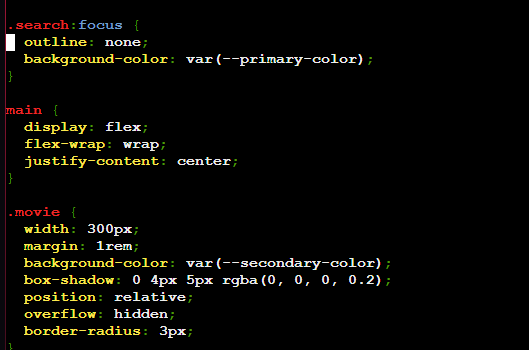 .search:focus {
  outline: none;
  background-color: var(--primary-color);
}

main {
  display: flex;
  flex-wrap: wrap;
  justify-content: center;
}

.movie {
  width: 300px;
  margin: 1rem;
  background-color: var(--secondary-color);
  box-shadow: 0 4px 5px rgba(0, 0, 0, 0.2);
  position: relative;
  overflow: hidden;
  border-radius: 3px;
}